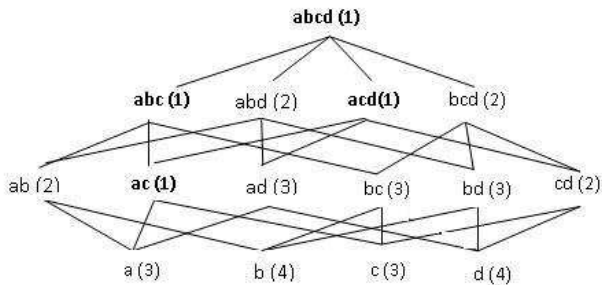 abcd (1)
abc (1) abd (2) acd(1) bcd (2)
ab (2) ac (1) ad (3) bc (3) bd (3) cd (2)
a (3) b (4) c (3) d (4)